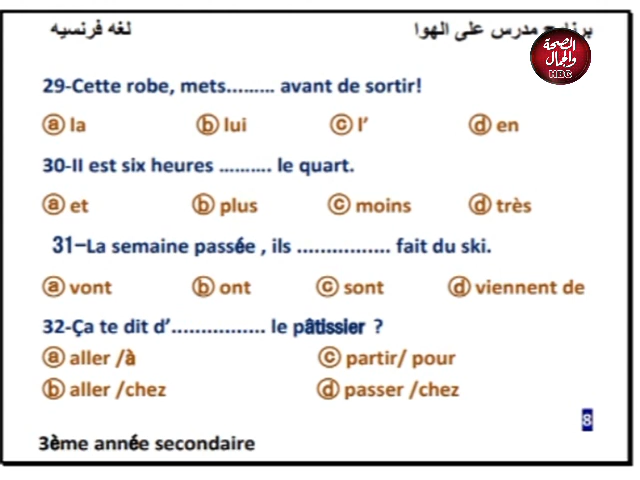 برنامج مدرس على الهوا
لغه فرنسيه
الصحة والجمال
HBG
29-Cette robe, mets......... avant de sortir!
ⓐ la ⓑ lui ⓒ l’ ⓓ en
30-Il est six heures .......... le quart.
ⓐ et ⓑ plus ⓒ moins ⓓ très
31-La semaine passée , ils ................. fait du ski.
ⓐ vont ⓑ ont ⓒ sont ⓓ viennent de
32-Ça te dit d’................. le pâtissier ?
ⓐ aller /à ⓒ partir/ pour
ⓑ aller /chez ⓓ passer /chez
8
3ème année secondaire